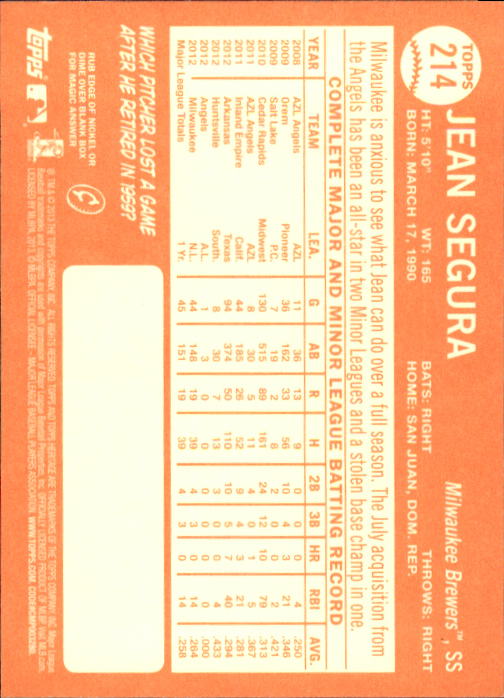 TOPPS
214
JEAN SEGURA
Milwaukee Brewers™, SS
HT: 5'10" WT: 165 BATS: RIGHT THROWS: RIGHT
BORN: MARCH 17, 1990 HOME: SAN JUAN, DOM. REP.
Milwaukee is anxious to see what Jean can do over a full season. The July acquisition from
the Angels has been an all-star in two Minor Leagues and a stolen base champ in one.
COMPLETE MAJOR AND MINOR LEAGUE BATTING RECORD
YEAR TEAM LEA. G AB R H 2B 3B HR RBI AVG.
2008 AZL Angels AZL 11 36 13 9 0 0 0 4 .250
2009 Orem Pioneer 36 162 33 56 10 4 3 21 .346
2009 Salt Lake P.C. 7 19 2 8 2 0 0 2 .421
2010 Cedar Rapids Midwest 130 515 89 161 24 12 10 79 .313
2011 AZL Angels AZL 8 30 5 11 4 0 1 5 .367
2011 Inland Empire Calif. 44 185 26 52 9 4 3 21 .281
2012 Arkansas Texas 94 374 50 110 10 5 7 40 .294
2012 Huntsville South. 8 30 7 13 3 0 0 4 .433
2012 Angels A.L. 1 3 0 0 0 0 0 0 .000
2012 Milwaukee N.L. 44 148 19 39 4 3 0 14 .264
Major League Totals 1 Yr. 45 151 19 39 4 3 0 14 .258
WHICH PITCHER LOST A GAME
AFTER HE RETIRED IN 1959?
RUB EDGE OF NICKEL OR
DIME OVER BLANK BOX
FOR MAGIC ANSWER
topps